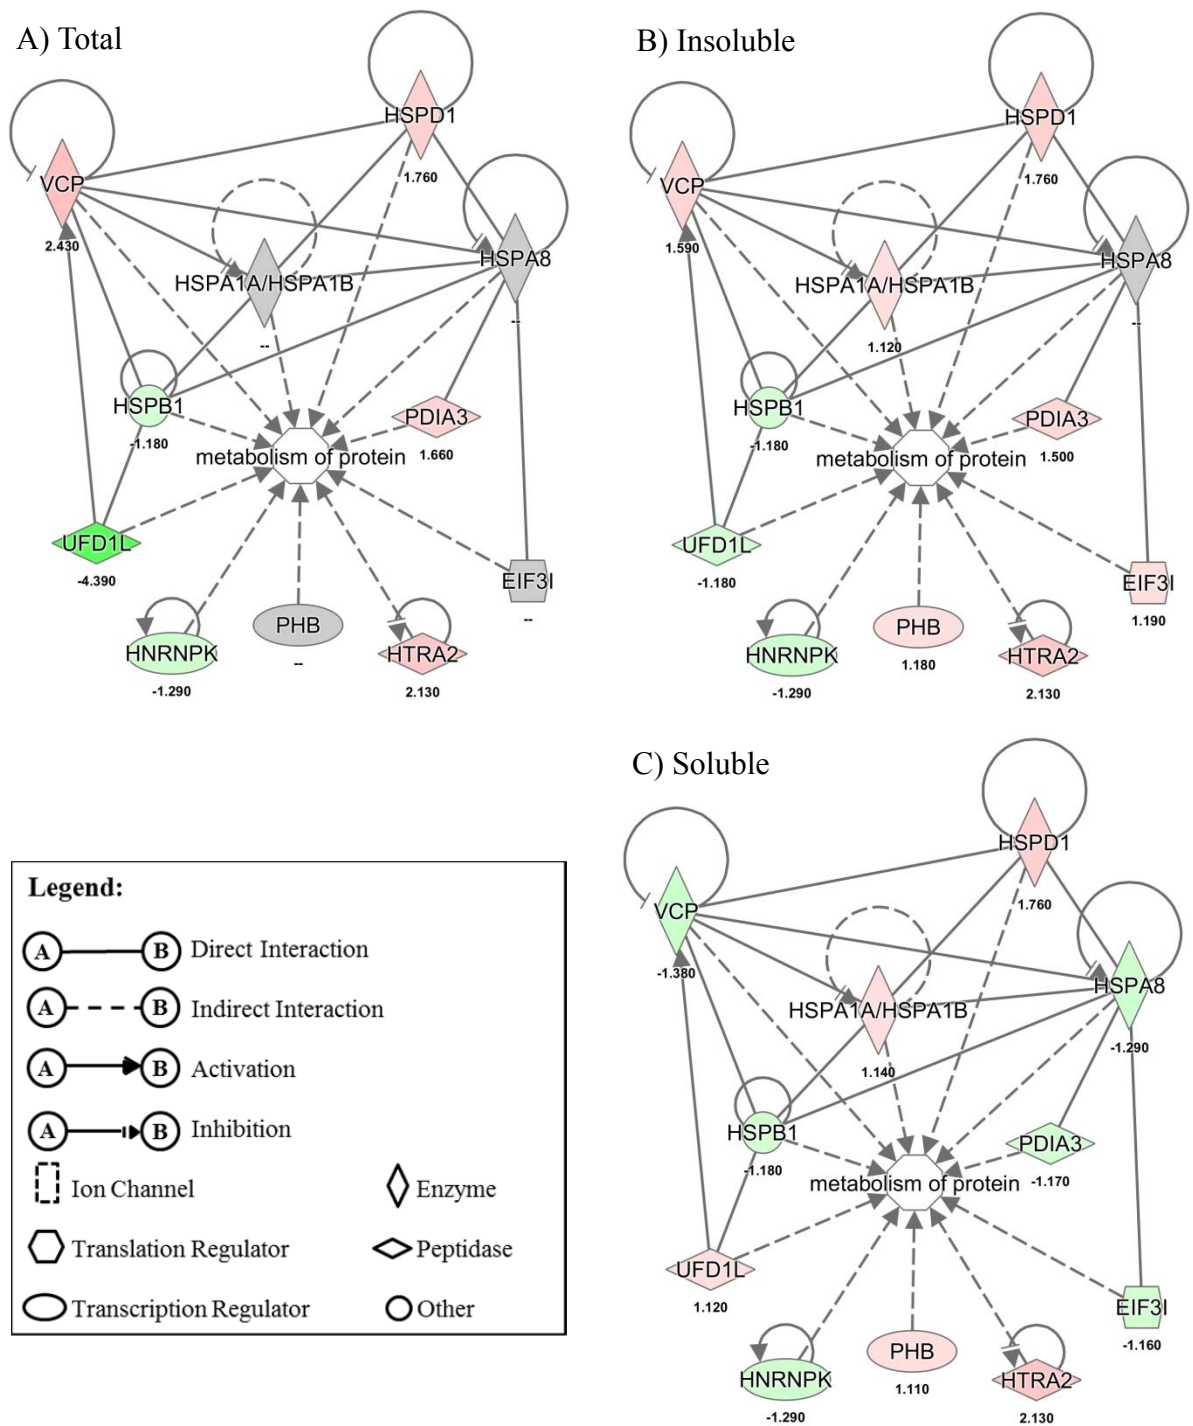 A) Total
HSPD1
1.760
VCP
2.430
HSPA8
--
HSPA1A/HSPA1B
--
HSPB1
-1.180
PDIA3
1.660
metabolism of protein
UFD1L
-4.390
EIF3I
--
PHB
--
HNRNPK
-1.290
HTRA2
2.130
B) Insoluble
HSPD1
1.760
VCP
1.590
HSPA8
--
HSPA1A/HSPA1B
1.120
HSPB1
-1.180
PDIA3
1.500
metabolism of protein
UFD1L
-1.180
EIF3I
1.190
PHB
1.180
HNRNPK
-1.290
HTRA2
2.130
C) Soluble
HSPD1
1.760
VCP
-1.380
HSPA8
-1.290
HSPA1A/HSPA1B
1.140
HSPB1
-1.180
PDIA3
-1.170
metabolism of protein
UFD1L
1.120
EIF3I
-1.160
PHB
1.110
HNRNPK
-1.290
HTRA2
2.130
Legend:
A B Direct Interaction
A B Indirect Interaction
A B Activation
A B Inhibition
Ion Channel
Enzyme
Translation Regulator
Peptidase
Transcription Regulator
Other